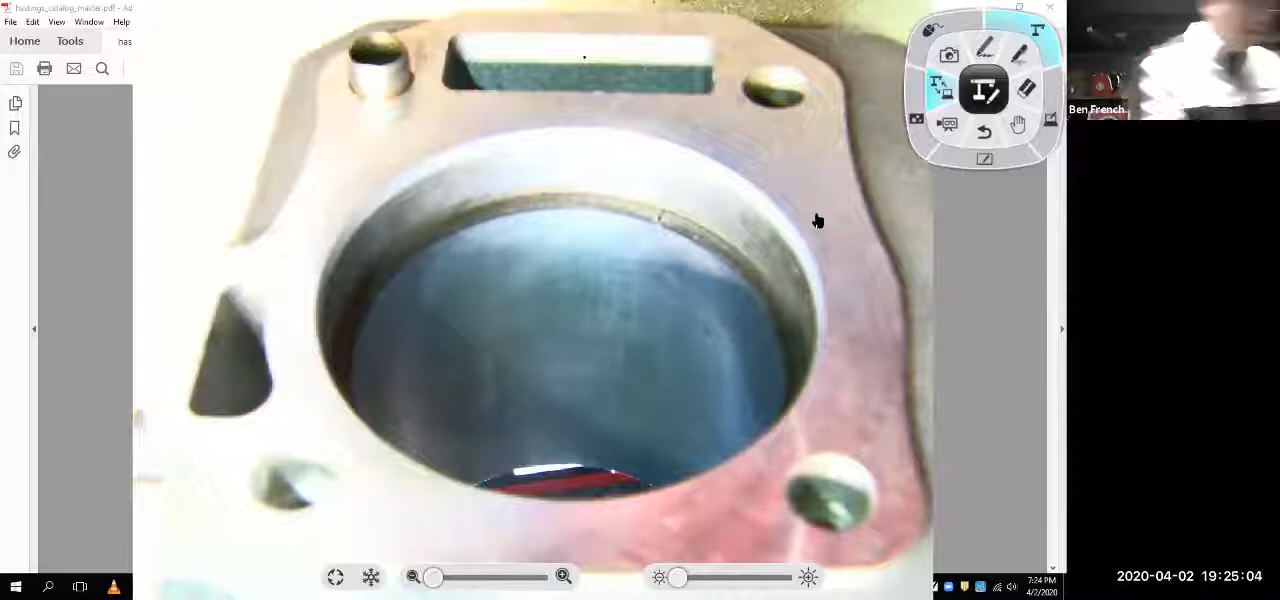 hastings_catalog_master.pdf - Ad
File Edit View Window Help
Home Tools
has
Ben French
7:24 PM
4/2/2020
2020-04-02 19:25:04